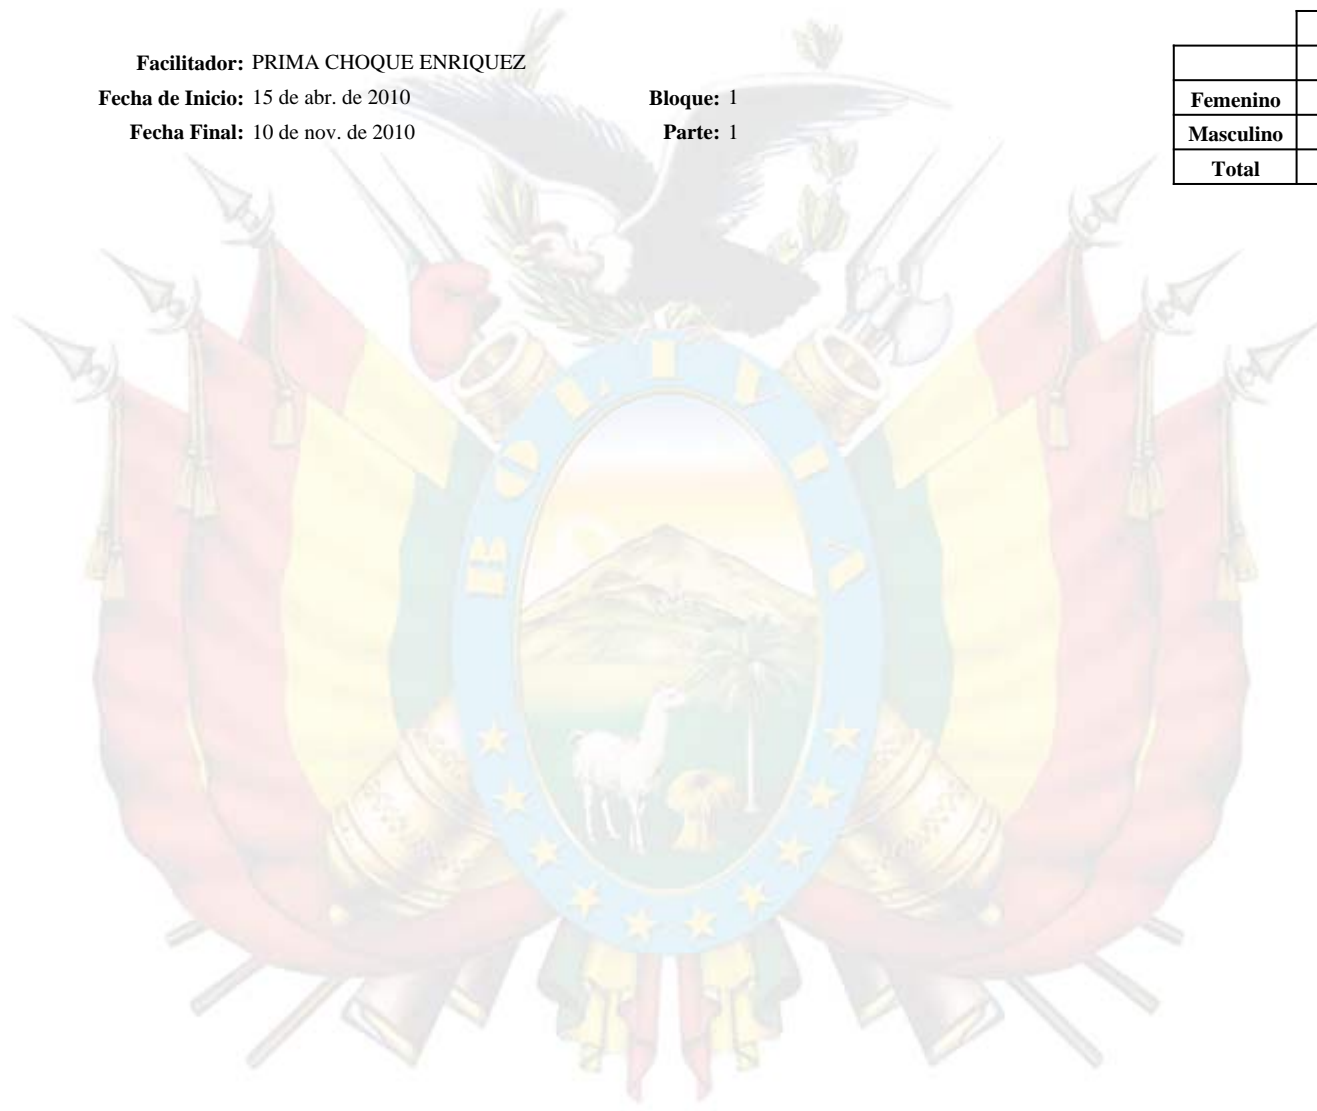 Facilitador: PRIMA CHOQUE ENRIQUEZ
Fecha de Inicio: 15 de abr. de 2010 Bloque: 1
Fecha Final: 10 de nov. de 2010 Parte: 1
Femenino
Masculino
Total
BOLIVIA